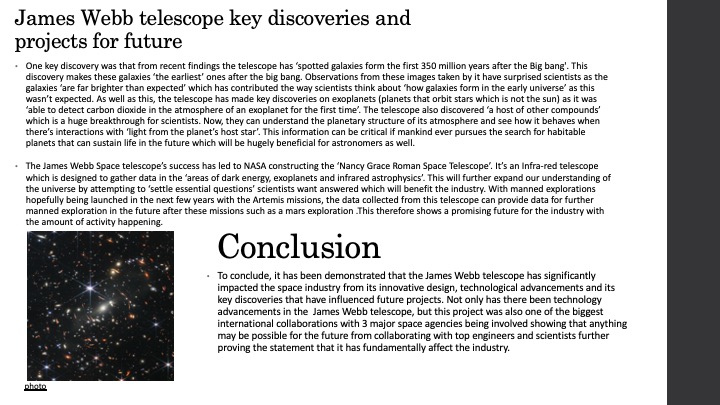 James Webb telescope key discoveries and
projects for future
• One key discovery was that from recent findings the telescope has ‘spotted galaxies form the first 350 million years after the Big bang’. This
discovery makes these galaxies ‘the earliest’ ones after the big bang. Observations from these images taken by it have surprised scientists as the
galaxies ‘are far brighter than expected’ which has contributed the way scientists think about ‘how galaxies form in the early universe’ as this
wasn’t expected. As well as this, the telescope has made key discoveries on exoplanets (planets that orbit stars which is not the sun) as it was
‘able to detect carbon dioxide in the atmosphere of an exoplanet for the first time’. The telescope also discovered ‘a host of other compounds’
which is a huge breakthrough for scientists. Now, they can understand the planetary structure of its atmosphere and see how it behaves when
there’s interactions with ‘light from the planet’s host star’. This information can be critical if mankind ever pursues the search for habitable
planets that can sustain life in the future which will be hugely beneficial for astronomers as well.
• The James Webb Space telescope’s success has led to NASA constructing the ‘Nancy Grace Roman Space Telescope’. It’s an Infra-red telescope
which is designed to gather data in the ‘areas of dark energy, exoplanets and infrared astrophysics’. This will further expand our understanding of
the universe by attempting to ‘settle essential questions’ scientists want answered which will benefit the industry. With manned explorations
hopefully being launched in the next few years with the Artemis missions, the data collected from this telescope can provide data for further
manned exploration in the future after these missions such as a mars exploration .This therefore shows a promising future for the industry with
the amount of activity happening.
Conclusion
• To conclude, it has been demonstrated that the James Webb telescope has significantly
impacted the space industry from its innovative design, technological advancements and its
key discoveries that have influenced future projects. Not only has there been technology
advancements in the James Webb telescope, but this project was also one of the biggest
international collaborations with 3 major space agencies being involved showing that anything
may be possible for the future from collaborating with top engineers and scientists further
proving the statement that it has fundamentally affect the industry.
photo